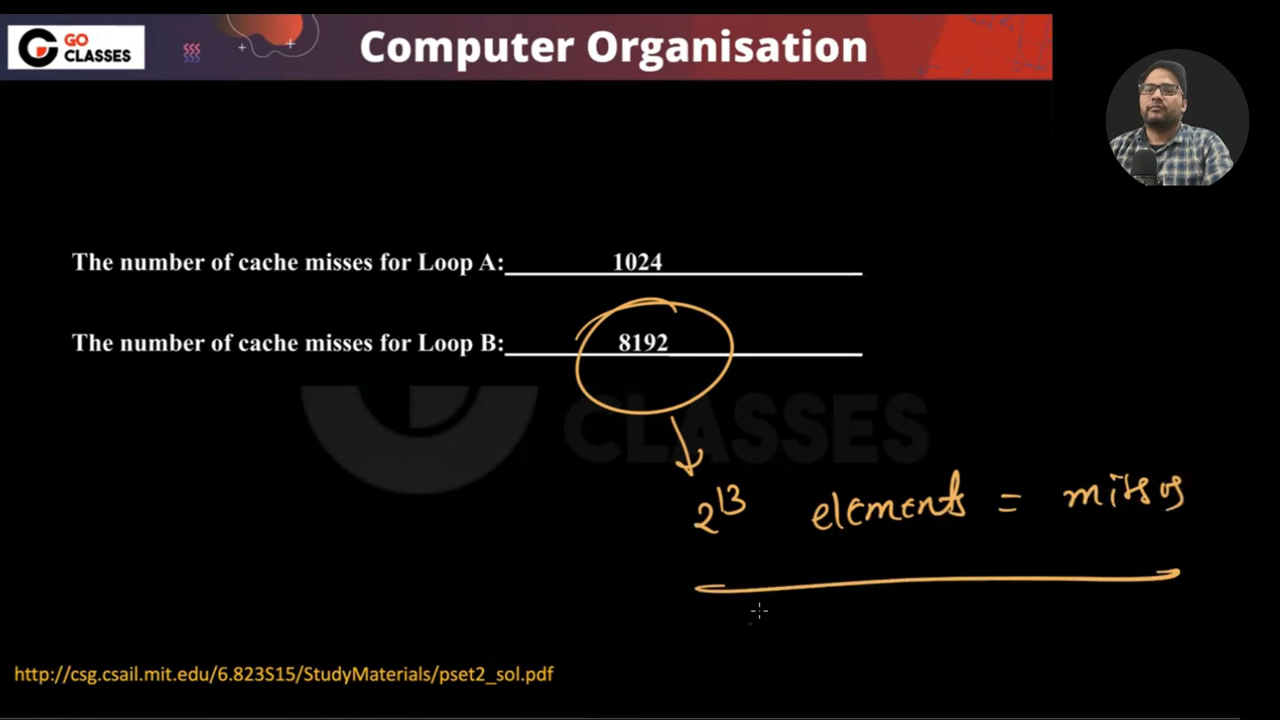 GO
CLASSES
Computer Organisation
The number of cache misses for Loop A: 1024
The number of cache misses for Loop B: 8192
CLASSES
2^13 elements = misses
http://csg.csail.mit.edu/6.823S15/StudyMaterials/pset2_sol.pdf